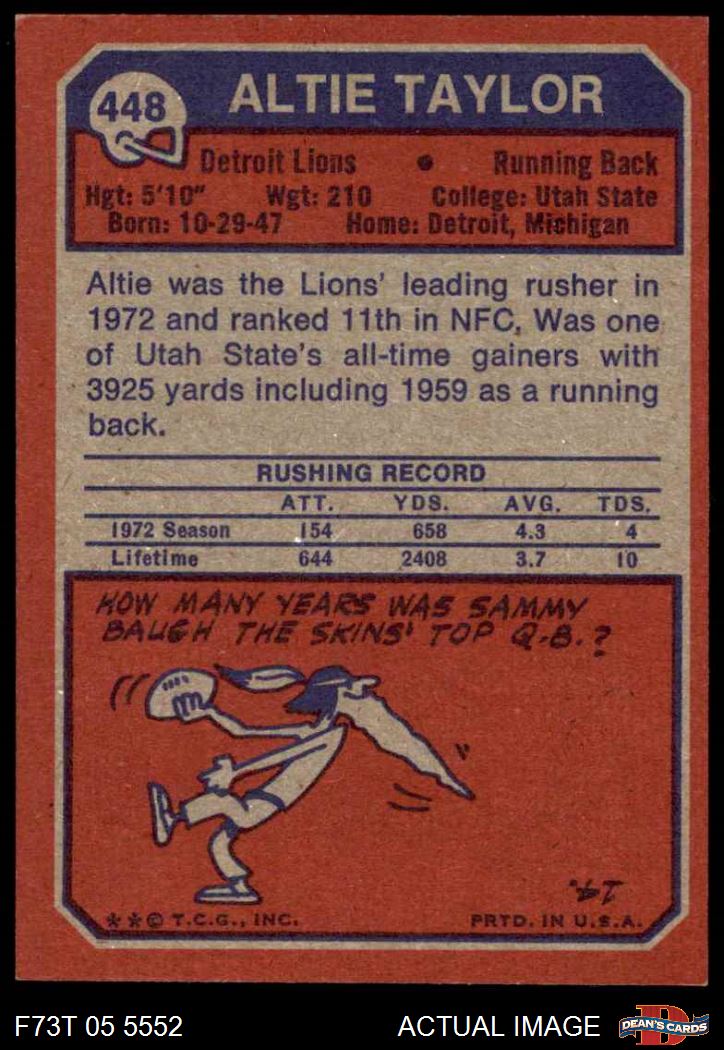 448
ALTIE TAYLOR
Detroit Lions • Running Back
Hgt: 5'10" Wgt: 210 College: Utah State
Born: 10-29-47 Home: Detroit, Michigan
Altie was the Lions' leading rusher in
1972 and ranked 11th in NFC. Was one
of Utah State's all-time gainers with
3925 yards including 1959 as a running
back.
RUSHING RECORD
ATT. YDS. AVG. TDS.
1972 Season 154 658 4.3 4
Lifetime 644 2408 3.7 10
HOW MANY YEARS WAS SAMMY
BAUGH THE SKINS' TOP Q.B.?
14.
**© T.C.G., INC. PRTD. IN U.S.A.
F73T 05 5552 ACTUAL IMAGE D DEAN'S CARDS